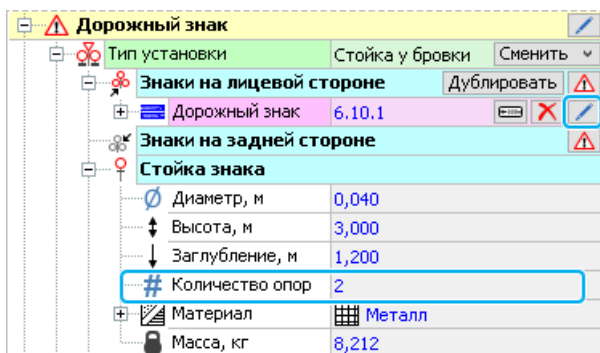 Дорожный знак
Тип установки Стойка у бровки Сменить
Знаки на лицевой стороне Дублировать
Дорожный знак 6.10.1
Знаки на задней стороне
Стойка знака
Диаметр, м 0,040
Высота, м 3,000
Заглубление, м 1,200
# Количество опор 2
Материал Металл
Масса, кг 8,212